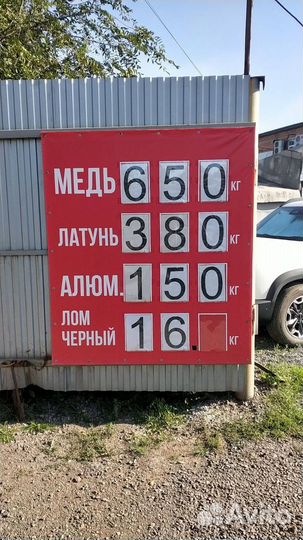 МЕДЬ 650 КГ
ЛАТУНЬ 380 КГ
АЛЮМ. 150 КГ
ЛОМ
ЧЕРНЫЙ 16. КГ
Avito